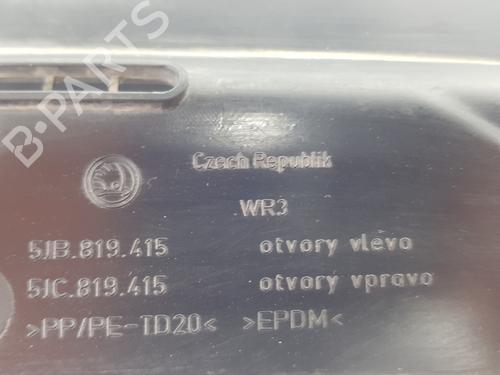 B-PARTS
Czech Republik
WR3
5JB.819.415 otvory vlevo
5JC.819.415 otvory vpravo
>PP/PE-TD20< >EPDM<